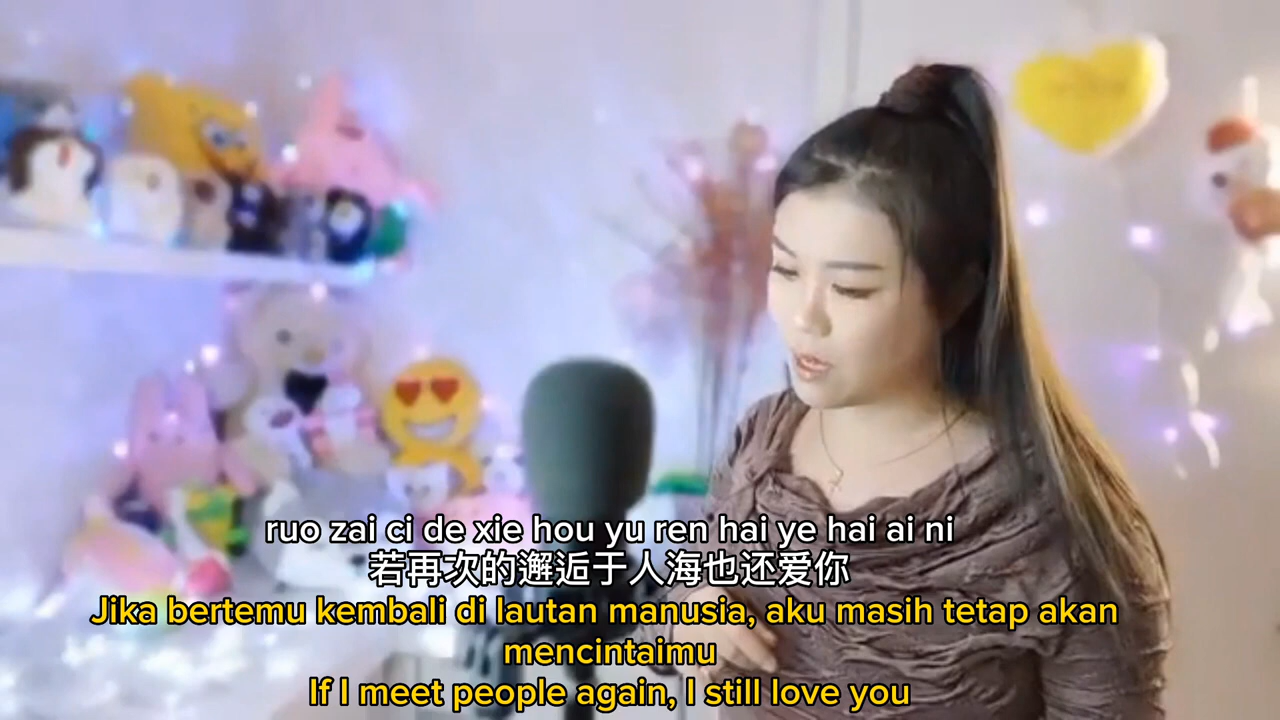 ruo zai ci de xie hou yu ren hai ye hai ai ni
若再次的邂逅于人海也还爱你
Jika bertemu kembali di lautan manusia, aku masih tetap akan
mencintaimu
If I meet people again, I still love you